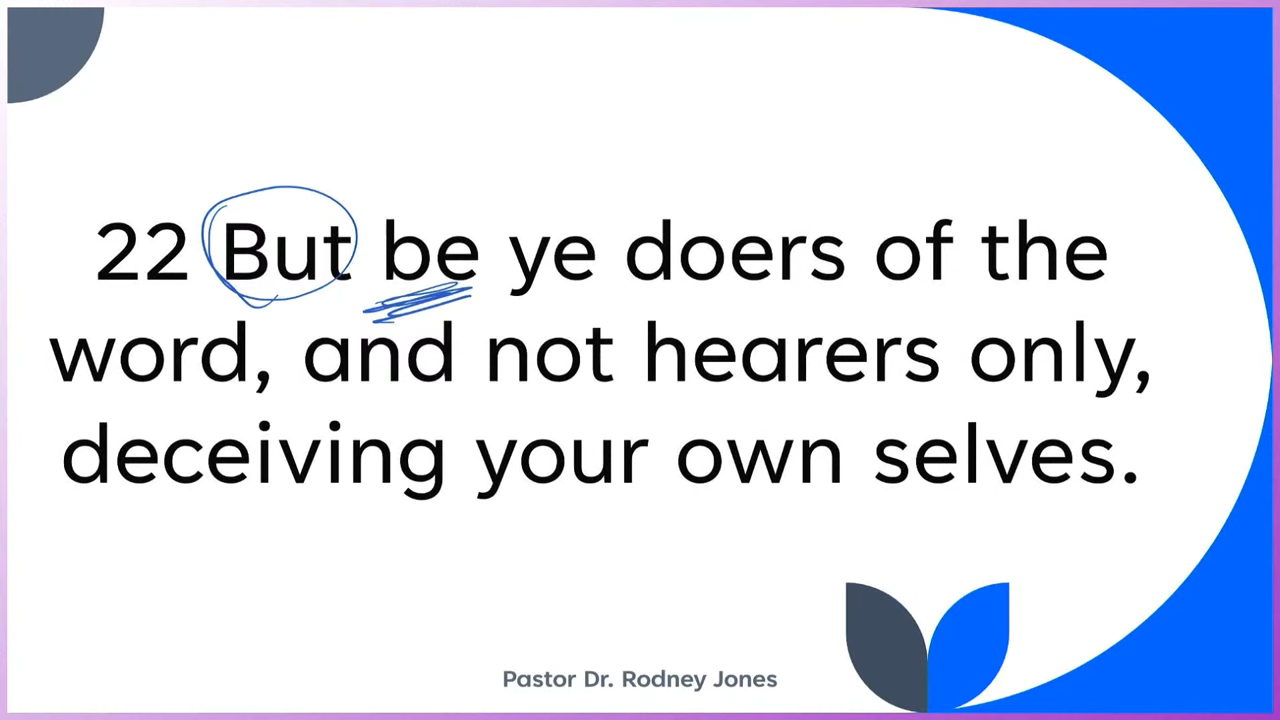 22 But be ye doers of the
word, and not hearers only,
deceiving your own selves.
Pastor Dr. Rodney Jones